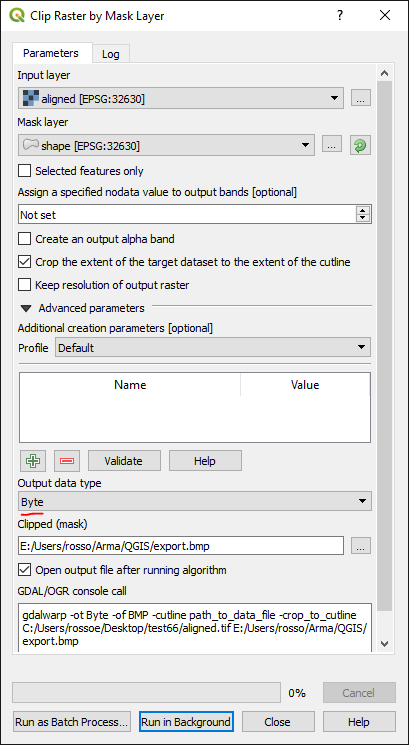 Clip Raster by Mask Layer
Parameters
Log
Input layer
aligned [EPSG:32630]
...
Mask layer
shape [EPSG:32630]
...
Selected features only
Assign a specified nodata value to output bands [optional]
Not set
Create an output alpha band
Crop the extent of the target dataset to the extent of the cutline
Keep resolution of output raster
Advanced parameters
Additional creation parameters [optional]
Profile Default
Name Value
Validate Help
Output data type
Byte
Clipped (mask)
E:/Users/rosso/Arma/QGIS/export.bmp
...
Open output file after running algorithm
GDAL/OGR console call
gdalwarp -ot Byte -of BMP -cutline path_to_data_file -crop_to_cutline
C:/Users/rossoe/Desktop/test66/aligned.tif E:/Users/rosso/Arma/QGIS/
export.bmp
0% Cancel
Run as Batch Process... Run in Background Close Help